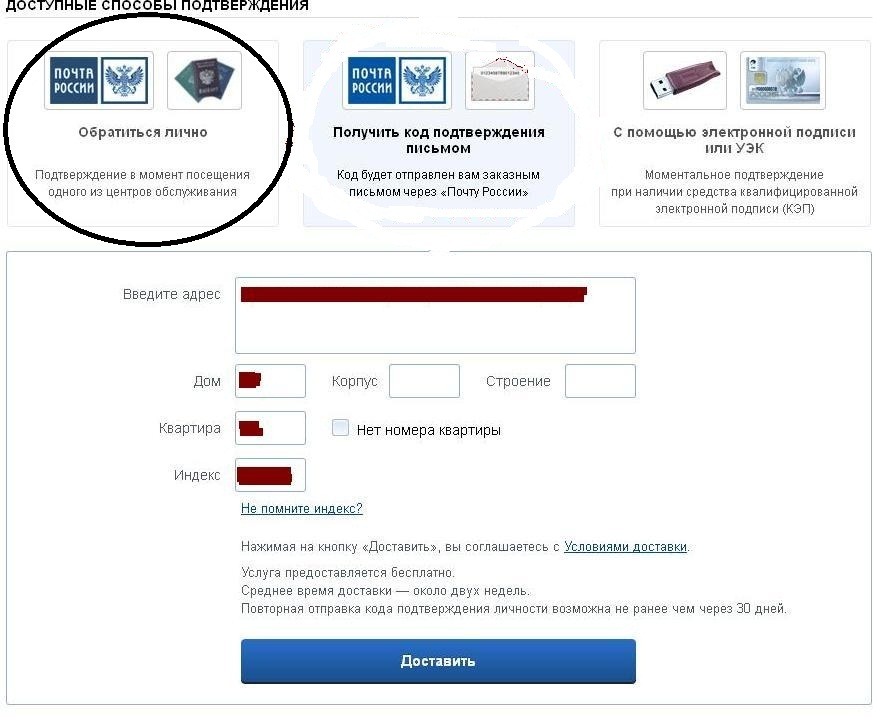 ДОСТУПНЫЕ СПОСОБЫ ПОДТВЕРЖДЕНИЯ
ПОЧТА
РОССИИ
Обратиться лично
Подтверждение в момент посещения
одного из центров обслуживания
ПОЧТА
РОССИИ
Получить код подтверждения
письмом
Код будет отправлен вам заказным
письмом через «Почту России»
С помощью электронной подписи
или УЭК
Моментальное подтверждение
при наличии средства квалифицированной
электронной подписи (КЭП)
Введите адрес
Дом
Корпус
Строение
Квартира
Нет номера квартиры
Индекс
Не помните индекс?
Нажимая на кнопку «Доставить», вы соглашаетесь с Условиями доставки.
Услуга предоставляется бесплатно.
Среднее время доставки — около двух недель.
Повторная отправка кода подтверждения личности возможна не ранее чем через 30 дней.
Доставить